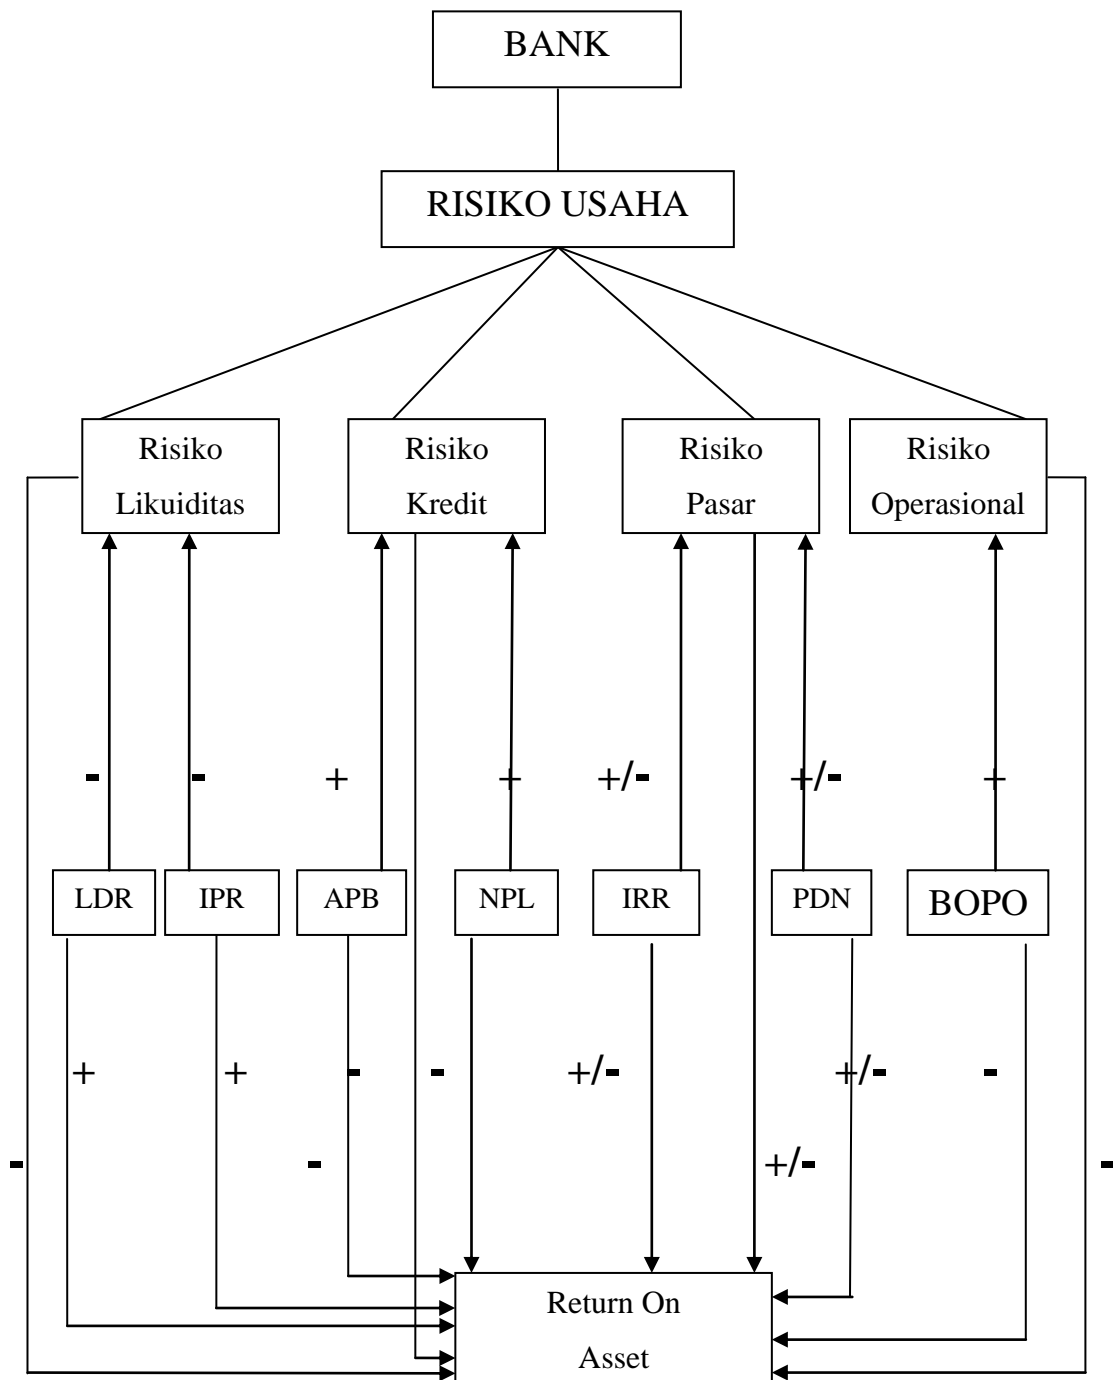 BANK
RISIKO USAHA
Risiko
Likuiditas
Risiko
Kredit
Risiko
Pasar
Risiko
Operasional
- - + + +/- +/- +
LDR IPR APB NPL IRR PDN BOPO
+ + - - +/- +/- -
- - +/- -
Return On
Asset